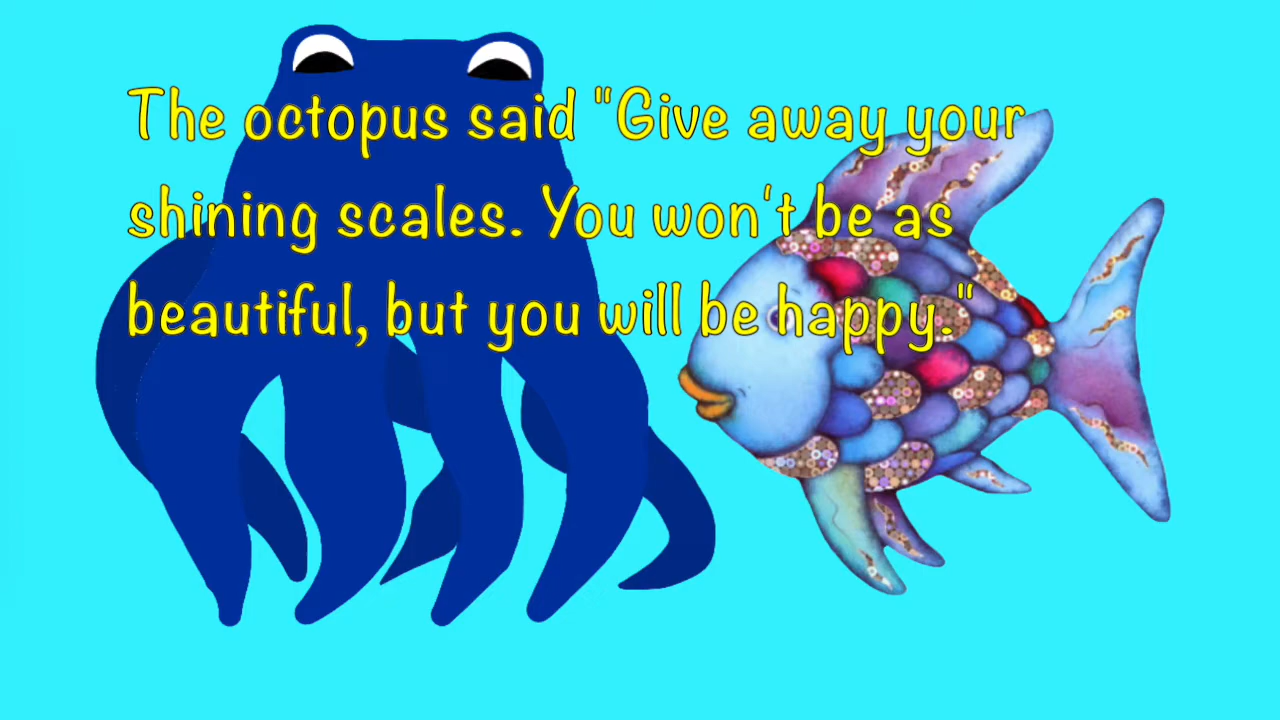 The octopus said "Give away your
shining scales. You won't be as
beautiful, but you will be happy."